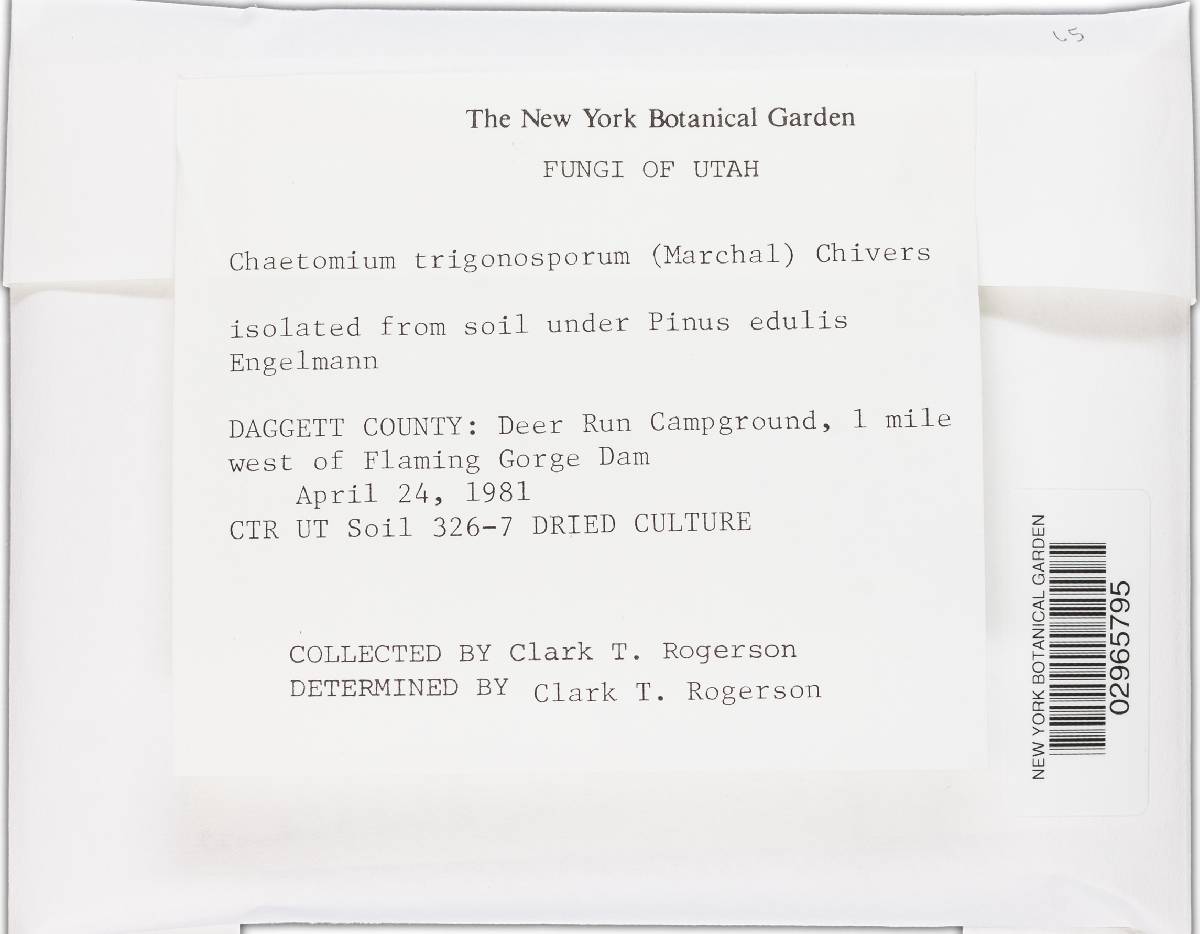 The New York Botanical Garden
FUNGI OF UTAH
Chaetomium trigonosporum (Marchal) Chivers
isolated from soil under Pinus edulis
Engelmann
DAGGETT COUNTY: Deer Run Campground, 1 mile
west of Flaming Gorge Dam
April 24, 1981
CTR UT Soil 326-7 DRIED CULTURE
COLLECTED BY Clark T. Rogerson
DETERMINED BY Clark T. Rogerson
NEW YORK BOTANICAL GARDEN
02965795